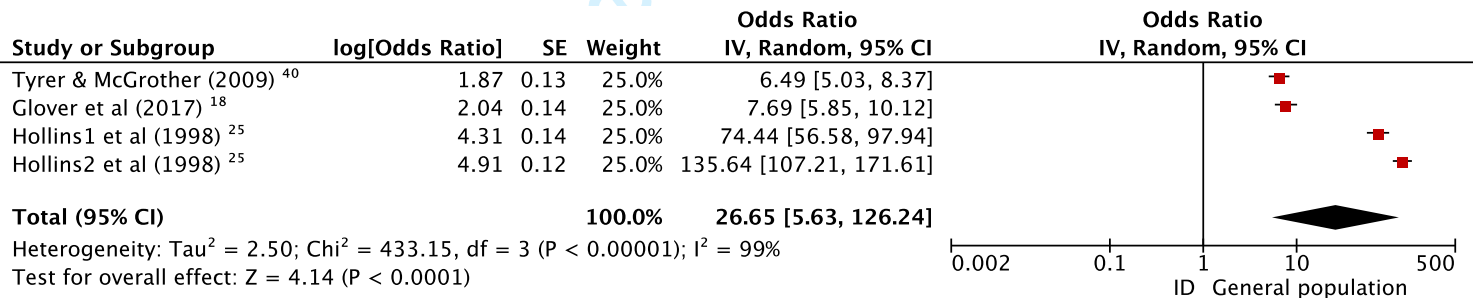 Odds Ratio Odds Ratio
Study or Subgroup log[Odds Ratio] SE Weight IV, Random, 95% CI IV, Random, 95% CI
Tyrer & McGrother (2009) 40 1.87 0.13 25.0% 6.49 [5.03, 8.37]
Glover et al (2017) 18 2.04 0.14 25.0% 7.69 [5.85, 10.12]
Hollins1 et al (1998) 25 4.31 0.14 25.0% 74.44 [56.58, 97.94]
Hollins2 et al (1998) 25 4.91 0.12 25.0% 135.64 [107.21, 171.61]
Total (95% CI) 100.0% 26.65 [5.63, 126.24]
Heterogeneity: Tau² = 2.50; Chi² = 433.15, df = 3 (P < 0.00001); I² = 99%
Test for overall effect: Z = 4.14 (P < 0.0001)
0.002 0.1 1 10 500
ID General population